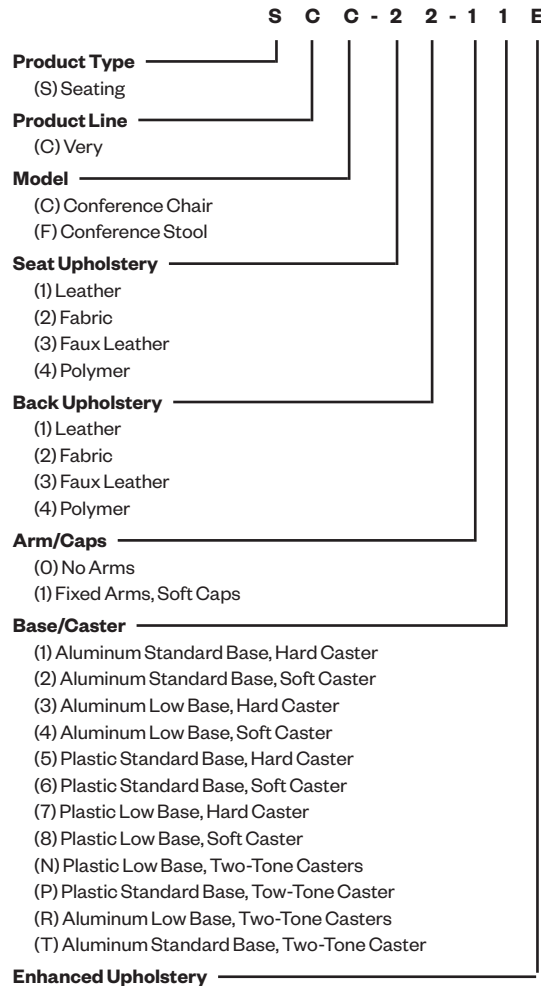 S C C - 2 2 - 1 1 E
Product Type
(S) Seating
Product Line
(C) Very
Model
(C) Conference Chair
(F) Conference Stool
Seat Upholstery
(1) Leather
(2) Fabric
(3) Faux Leather
(4) Polymer
Back Upholstery
(1) Leather
(2) Fabric
(3) Faux Leather
(4) Polymer
Arm/Caps
(0) No Arms
(1) Fixed Arms, Soft Caps
Base/Caster
(1) Aluminum Standard Base, Hard Caster
(2) Aluminum Standard Base, Soft Caster
(3) Aluminum Low Base, Hard Caster
(4) Aluminum Low Base, Soft Caster
(5) Plastic Standard Base, Hard Caster
(6) Plastic Standard Base, Soft Caster
(7) Plastic Low Base, Hard Caster
(8) Plastic Low Base, Soft Caster
(N) Plastic Low Base, Two-Tone Casters
(P) Plastic Standard Base, Tow-Tone Caster
(R) Aluminum Low Base, Two-Tone Casters
(T) Aluminum Standard Base, Two-Tone Caster
Enhanced Upholstery